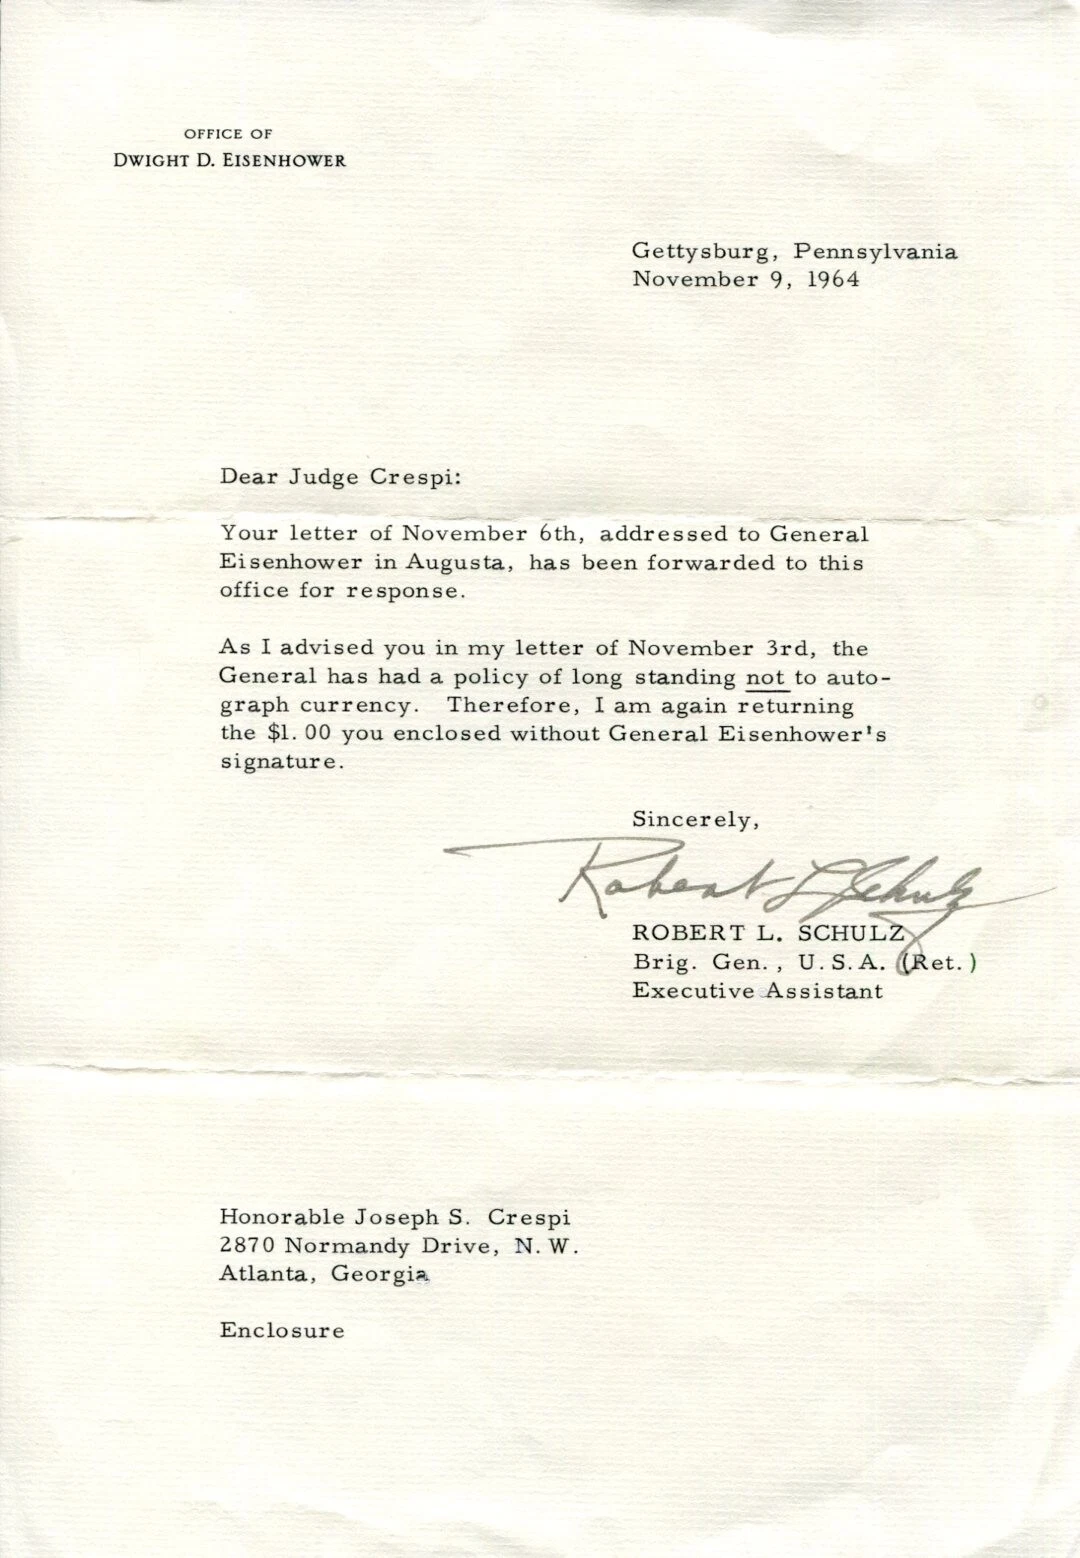 OFFICE OF
DWIGHT D. EISENHOWER
Gettysburg, Pennsylvania
November 9, 1964
Dear Judge Crespi:
Your letter of November 6th, addressed to General
Eisenhower in Augusta, has been forwarded to this
office for response.
As I advised you in my letter of November 3rd, the
General has had a policy of long standing not to auto-
graph currency. Therefore, I am again returning
the $1.00 you enclosed without General Eisenhower's
signature.
Sincerely,
Robert L Schulz
ROBERT L. SCHULZ
Brig. Gen., U.S.A. (Ret.)
Executive Assistant
Honorable Joseph S. Crespi
2870 Normandy Drive, N.W.
Atlanta, Georgia
Enclosure